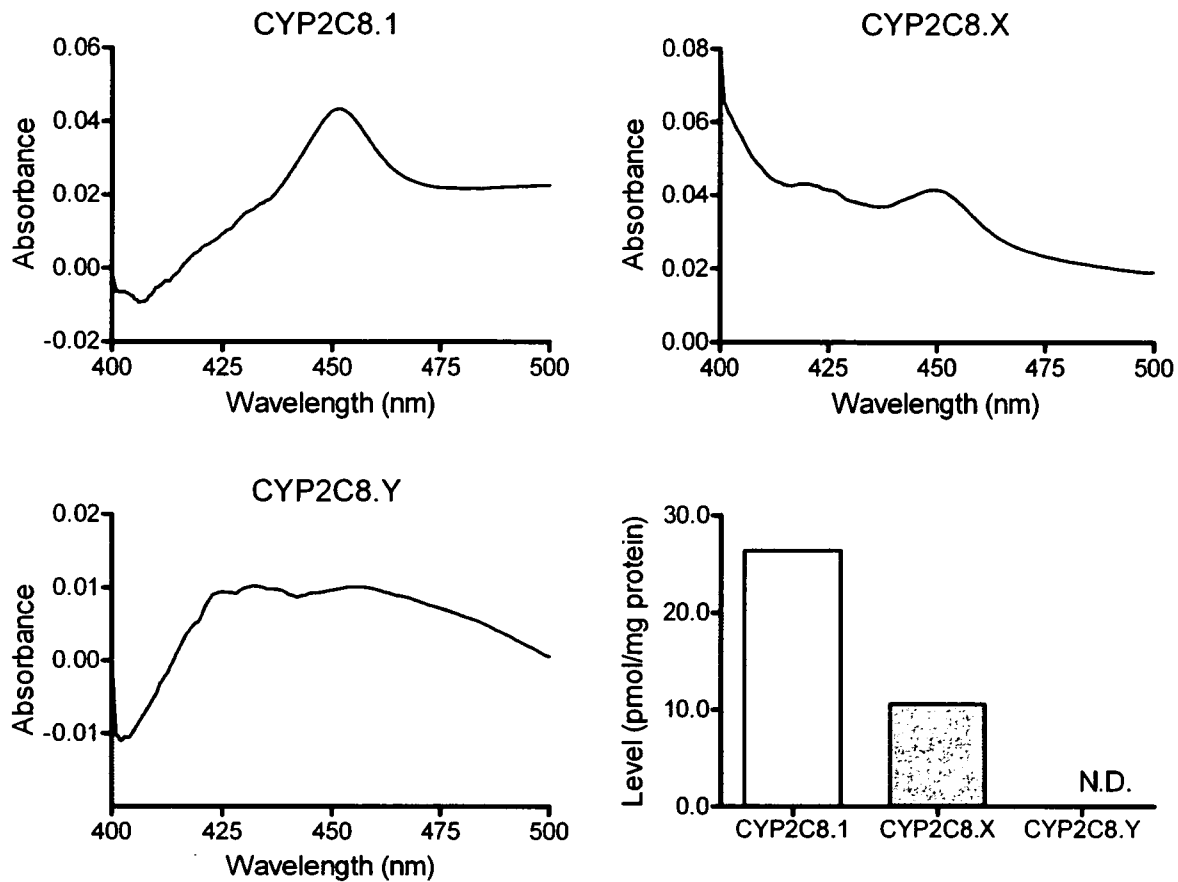 CYP2C8.1
0.06
0.04
0.02
0.00
-0.02
Absorbance
400 425 450 475 500
Wavelength (nm)
CYP2C8.X
0.08
0.06
0.04
0.02
0.00
Absorbance
400 425 450 475 500
Wavelength (nm)
CYP2C8.Y
0.02
0.01
0.00
-0.01
Absorbance
400 425 450 475 500
Wavelength (nm)
30.0
20.0
10.0
0.0
Level (pmol/mg protein)
N.D.
CYP2C8.1 CYP2C8.X CYP2C8.Y